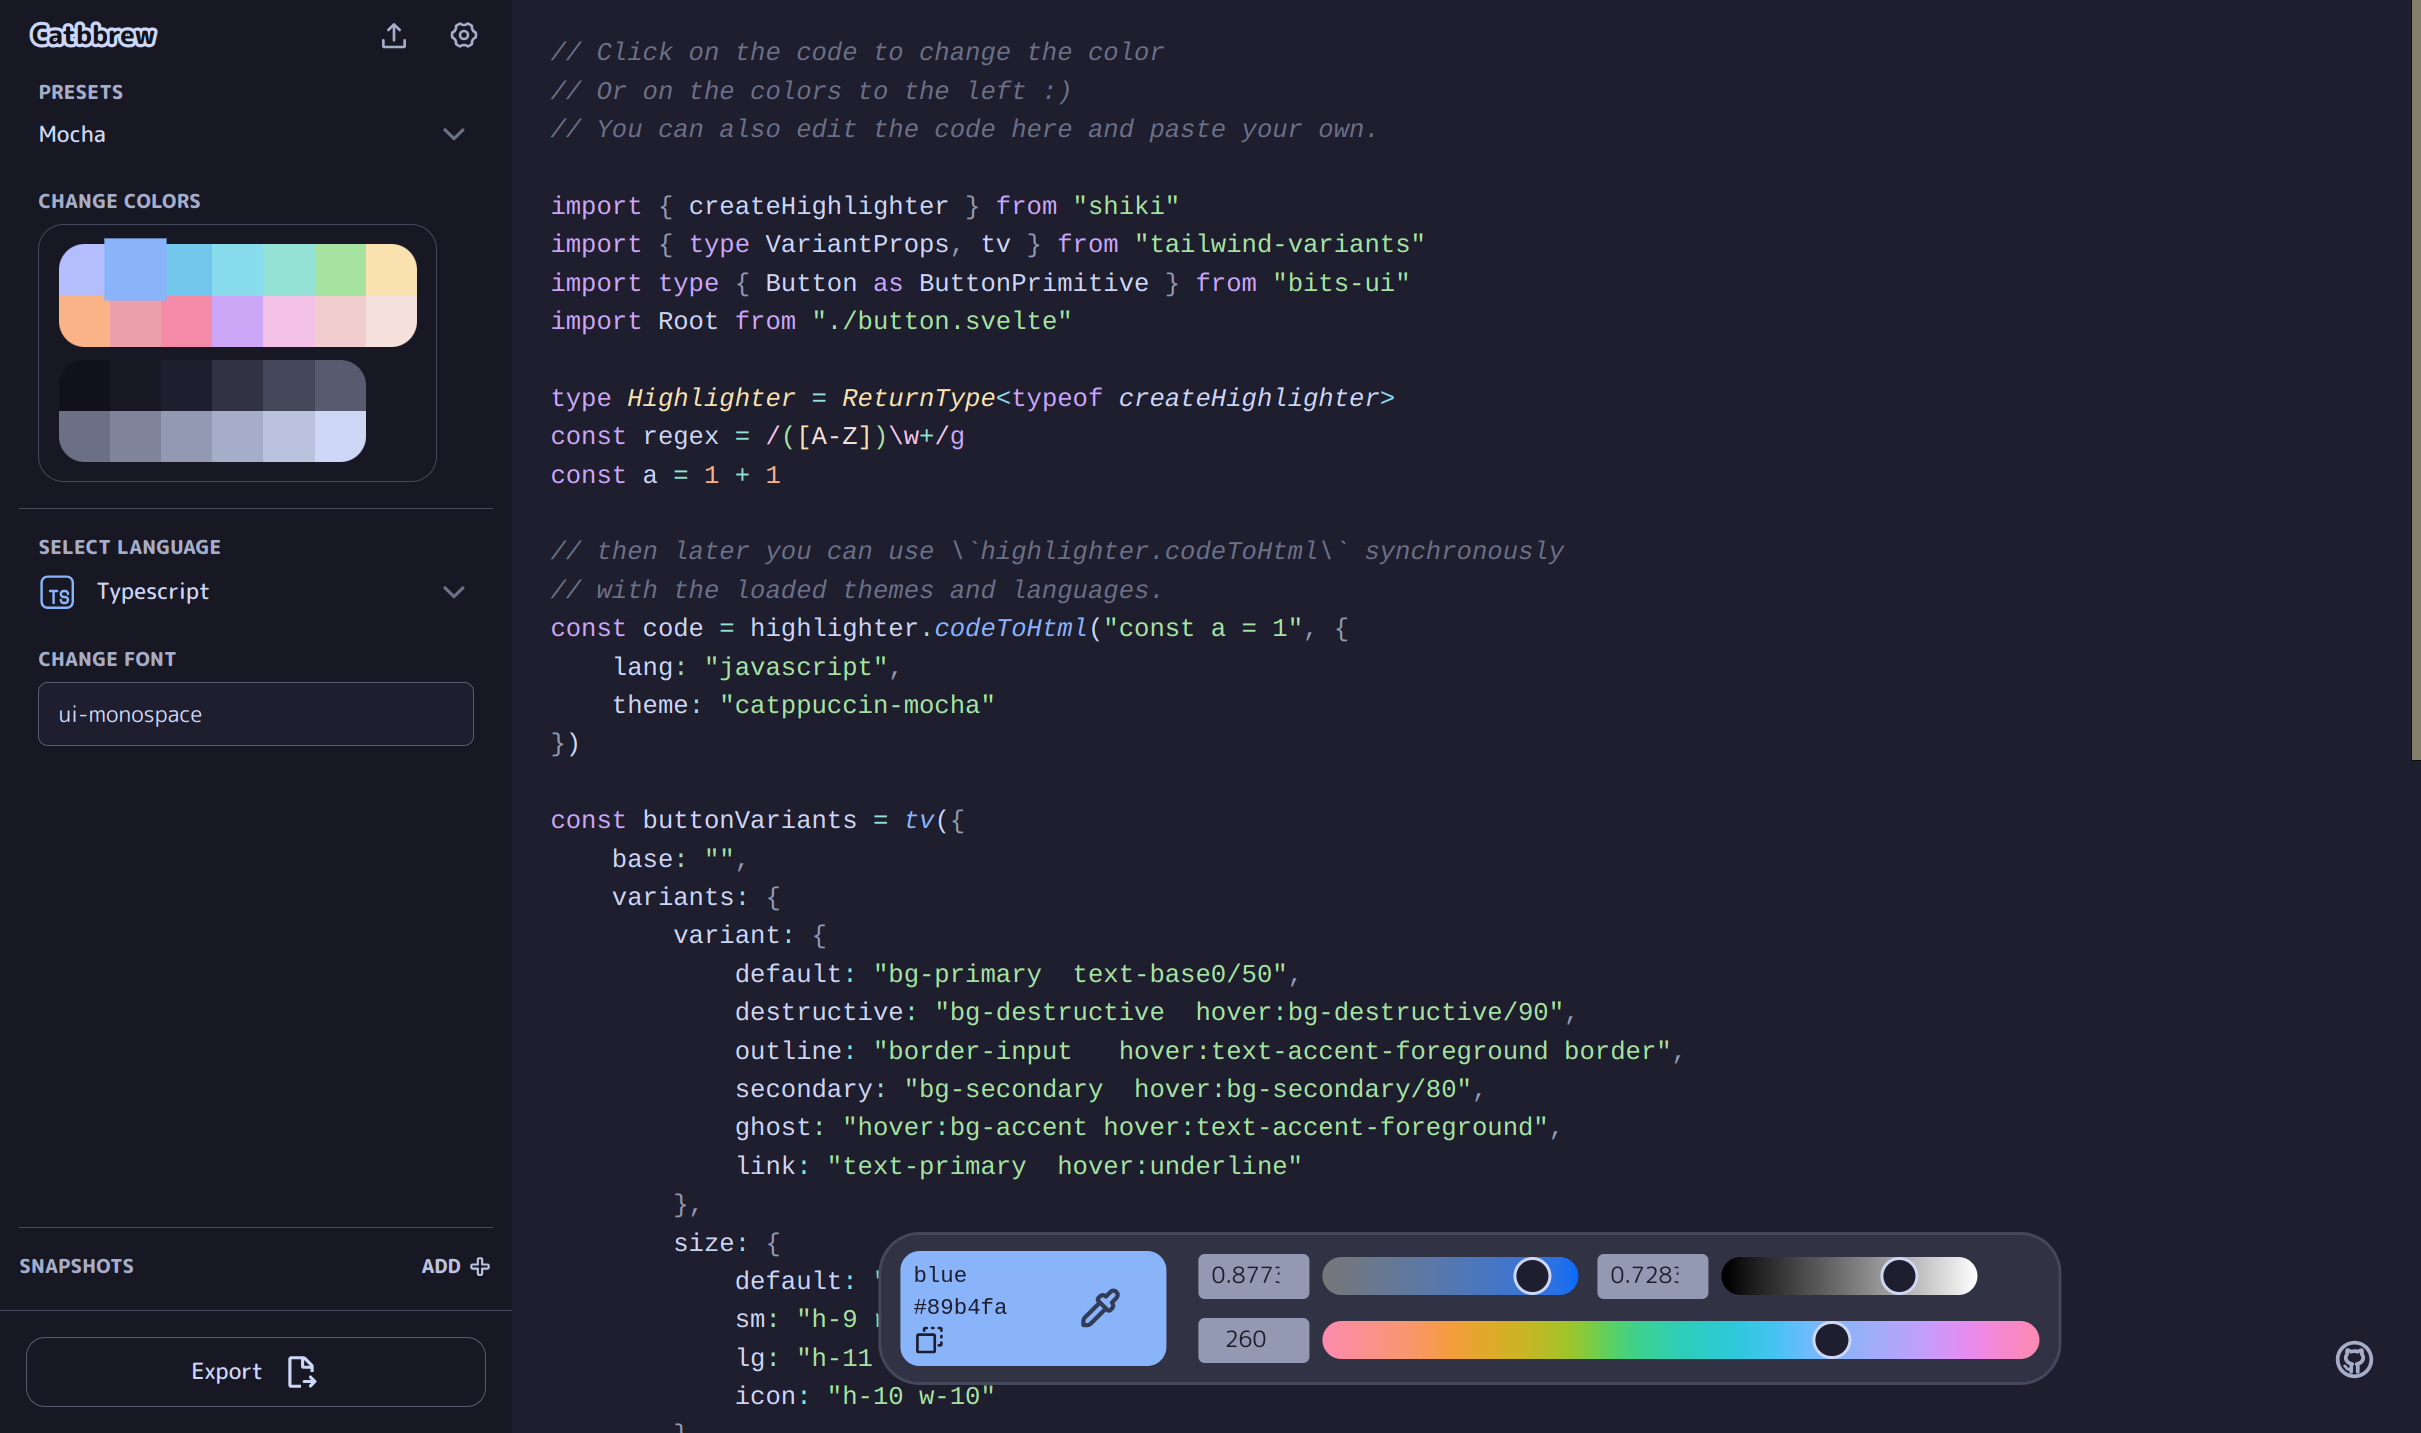 Catbbrew
PRESETS
Mocha
CHANGE COLORS
SELECT LANGUAGE
TS Typescript
CHANGE FONT
ui-monospace
SNAPSHOTS
ADD
Export
// Click on the code to change the color
// Or on the colors to the left :)
// You can also edit the code here and paste your own.
import { createHighlighter } from "shiki"
import { type VariantProps, tv } from "tailwind-variants"
import type { Button as ButtonPrimitive } from "bits-ui"
import Root from "./button.svelte"
type Highlighter = ReturnType<typeof createHighlighter>
const regex = /([A-Z])\w+/g
const a = 1 + 1
// then later you can use \`highlighter.codeToHtml\` synchronously
// with the loaded themes and languages.
const code = highlighter.codeToHtml("const a = 1", {
lang: "javascript",
theme: "catppuccin-mocha"
})
const buttonVariants = tv({
base: "",
variants: {
variant: {
default: "bg-primary  text-base0/50",
destructive: "bg-destructive  hover:bg-destructive/90",
outline: "border-input   hover:text-accent-foreground border",
secondary: "bg-secondary  hover:bg-secondary/80",
ghost: "hover:bg-accent hover:text-accent-foreground",
link: "text-primary  hover:underline"
},
size: {
default: "
sm: "h-9
lg: "h-11
icon: "h-10 w-10"
}
blue
#89b4fa
0.877
0.728
260